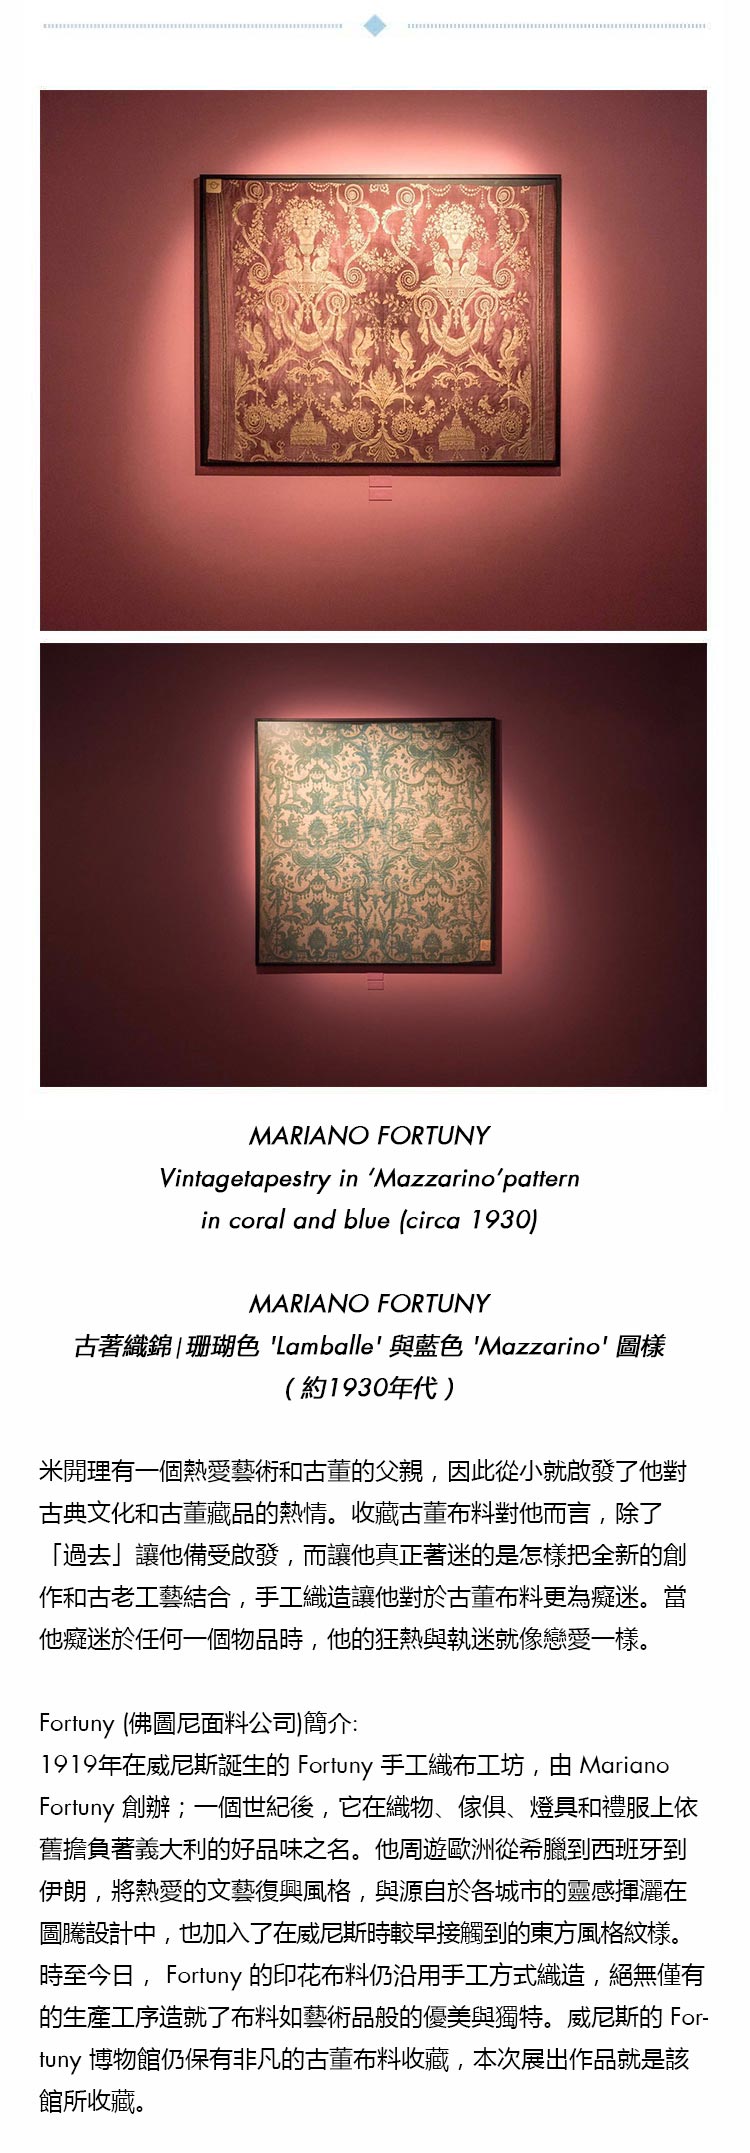 MARIANO FORTUNY
Vintagetapestry in ‘Mazzarino’pattern
in coral and blue (circa 1930)
MARIANO FORTUNY
古著織錦|珊瑚色 'Lamballe' 與藍色 'Mazzarino' 圖樣
( 約1930年代 )
米開理有一個熱愛藝術和古董的父親，因此從小就啟發了他對
古典文化和古董藏品的熱情。收藏古董布料對他而言，除了
「過去」讓他備受啟發，而讓他真正著迷的是怎樣把全新的創
作和古老工藝結合，手工織造讓他對於古董布料更為癡迷。當
他癡迷於任何一個物品時，他的狂熱與執迷就像戀愛一樣。
Fortuny (佛圖尼面料公司)簡介:
1919年在威尼斯誕生的 Fortuny 手工織布工坊，由 Mariano
Fortuny 創辦；一個世紀後，它在織物、傢俱、燈具和禮服上依
舊擔負著義大利的好品味之名。他周遊歐洲從希臘到西班牙到
伊朗，將熱愛的文藝復興風格，與源自於各城市的靈感揮灑在
圖騰設計中，也加入了在威尼斯時較早接觸到的東方風格紋樣。
時至今日， Fortuny 的印花布料仍沿用手工方式織造，絕無僅有
的生產工序造就了布料如藝術品般的優美與獨特。威尼斯的 For-
tuny 博物館仍保有非凡的古董布料收藏，本次展出作品就是該
館所收藏。